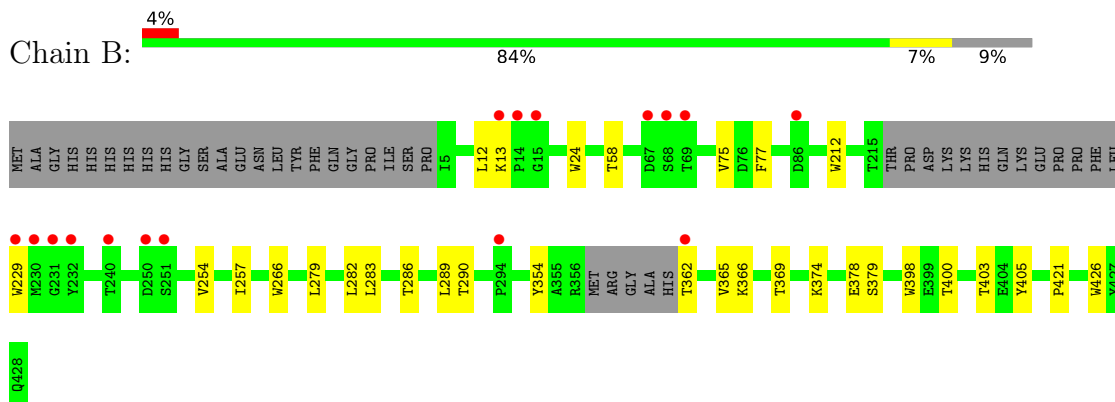 4%
Chain B:
84% 7% 9%
MET ALA GLY HIS HIS HIS HIS HIS HIS GLY SER ALA GLU ASN LEU TYR PHE GLN GLY PRO ILE SER PRO I5 L12 K13 P14 G15 W24 T58 D67 S68 T69 V75 D76 F77 D86 W212 T215 THR PRO ASP LYS LYS HIS GLN LYS GLU PRO PRO PHE LEU
W229 M230 G231 Y232 T240 D250 S251 V254 I257 W266 L279 L282 L283 T286 L289 T290 P294 Y354 A355 R356 MET ARG GLY ALA HIS T362 V365 K366 T369 K374 E378 S379 W398 E399 T400 T403 E404 Y405 P421 W426 Y427
Q428